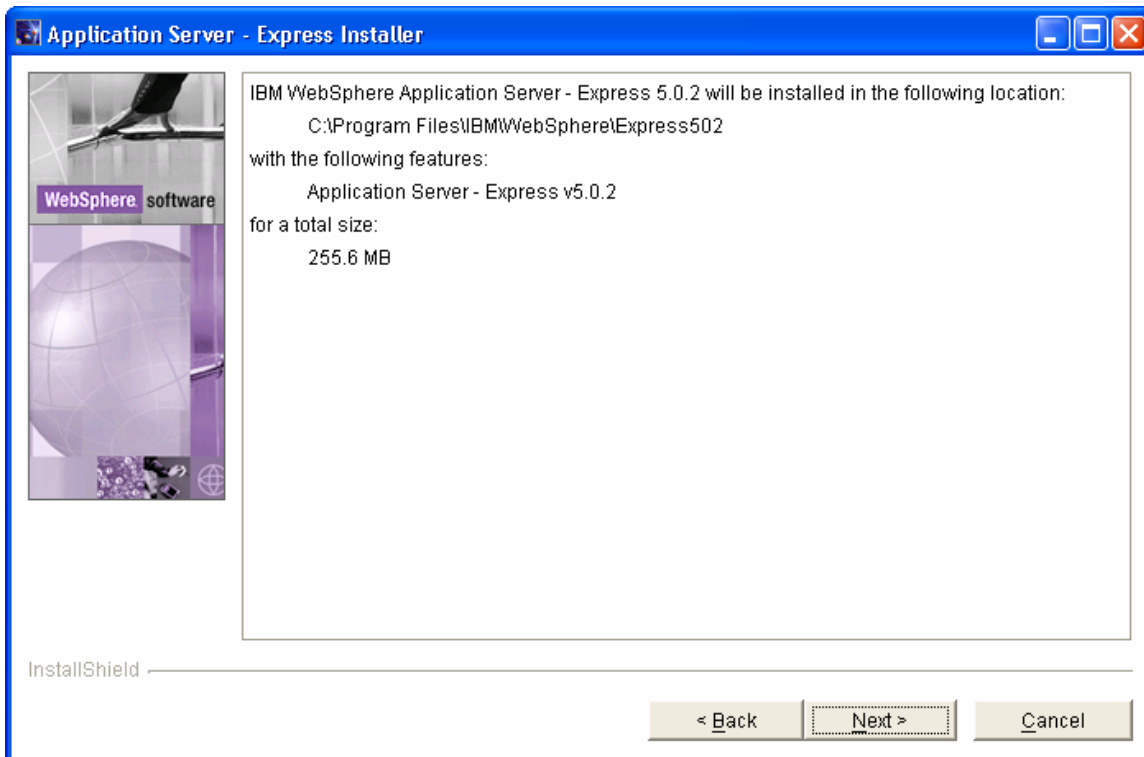 Application Server - Express Installer
WebSphere software
IBM WebSphere Application Server - Express 5.0.2 will be installed in the following location:
C:\Program Files\IBM\WebSphere\Express502
with the following features:
Application Server - Express v5.0.2
for a total size:
255.6 MB
InstallShield
< Back
Next >
Cancel